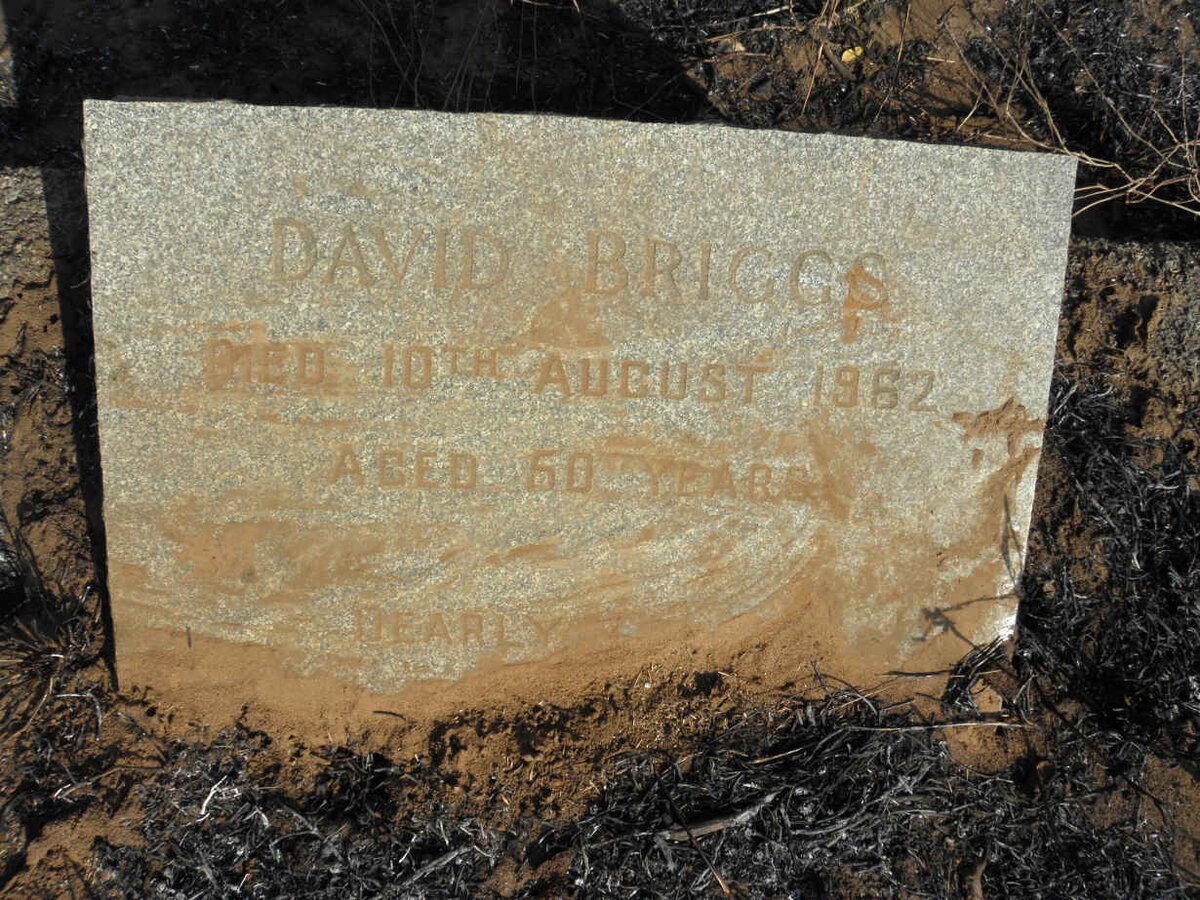 DAVID BRIGGS
DIED 10TH AUGUST 1962
AGED 60 YEARS
DEARLY